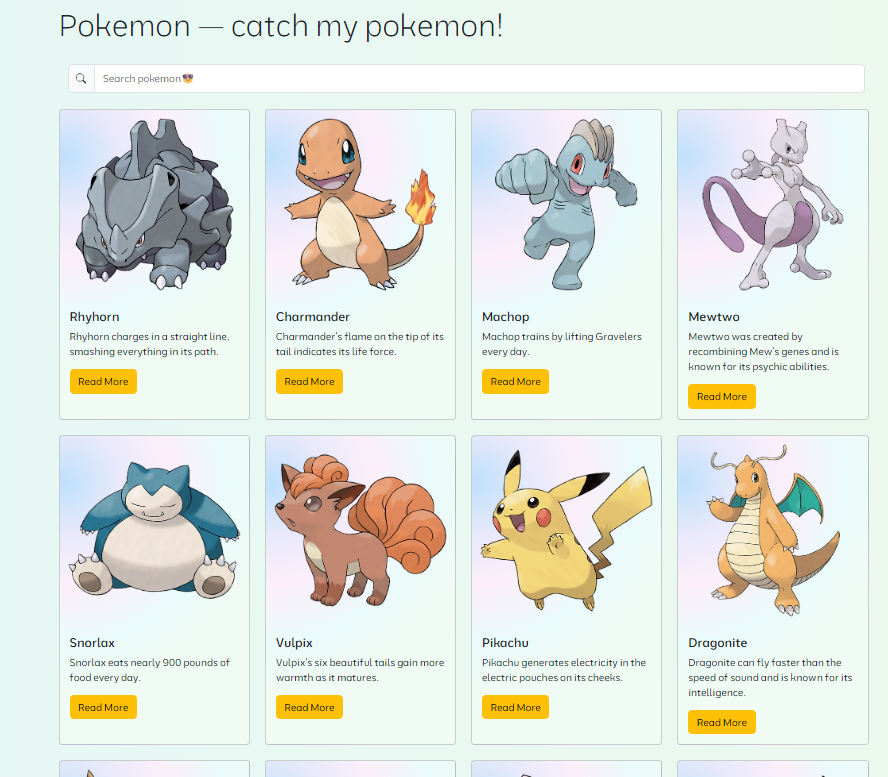 Pokemon — catch my pokemon!
Search pokemon😎
Rhyhorn
Rhyhorn charges in a straight line,
smashing everything in its path.
Read More
Charmander
Charmander's flame on the tip of its
tail indicates its life force.
Read More
Machop
Machop trains by lifting Gravelers
every day.
Read More
Mewtwo
Mewtwo was created by
recombining Mew's genes and is
known for its psychic abilities.
Read More
Snorlax
Snorlax eats nearly 900 pounds of
food every day.
Read More
Vulpix
Vulpix's six beautiful tails gain more
warmth as it matures.
Read More
Pikachu
Pikachu generates electricity in the
electric pouches on its cheeks.
Read More
Dragonite
Dragonite can fly faster than the
speed of sound and is known for its
intelligence.
Read More